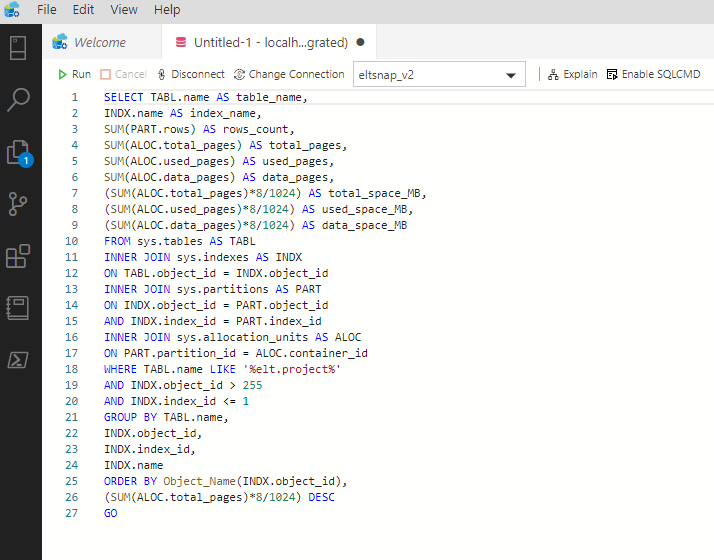 File Edit View Help
Welcome Untitled-1 - localh...grated)
Run Cancel Disconnect Change Connection eltsnap_v2 Explain Enable SQLCMD
1 SELECT TABL.name AS table_name,
2 INDX.name AS index_name,
3 SUM(PART.rows) AS rows_count,
4 SUM(ALOC.total_pages) AS total_pages,
5 SUM(ALOC.used_pages) AS used_pages,
6 SUM(ALOC.data_pages) AS data_pages,
7 (SUM(ALOC.total_pages)*8/1024) AS total_space_MB,
8 (SUM(ALOC.used_pages)*8/1024) AS used_space_MB,
9 (SUM(ALOC.data_pages)*8/1024) AS data_space_MB
10 FROM sys.tables AS TABL
11 INNER JOIN sys.indexes AS INDX
12 ON TABL.object_id = INDX.object_id
13 INNER JOIN sys.partitions AS PART
14 ON INDX.object_id = PART.object_id
15 AND INDX.index_id = PART.index_id
16 INNER JOIN sys.allocation_units AS ALOC
17 ON PART.partition_id = ALOC.container_id
18 WHERE TABL.name LIKE '%elt.project%'
19 AND INDX.object_id > 255
20 AND INDX.index_id <= 1
21 GROUP BY TABL.name,
22 INDX.object_id,
23 INDX.index_id,
24 INDX.name
25 ORDER BY Object_Name(INDX.object_id),
26 (SUM(ALOC.total_pages)*8/1024) DESC
27 GO
1